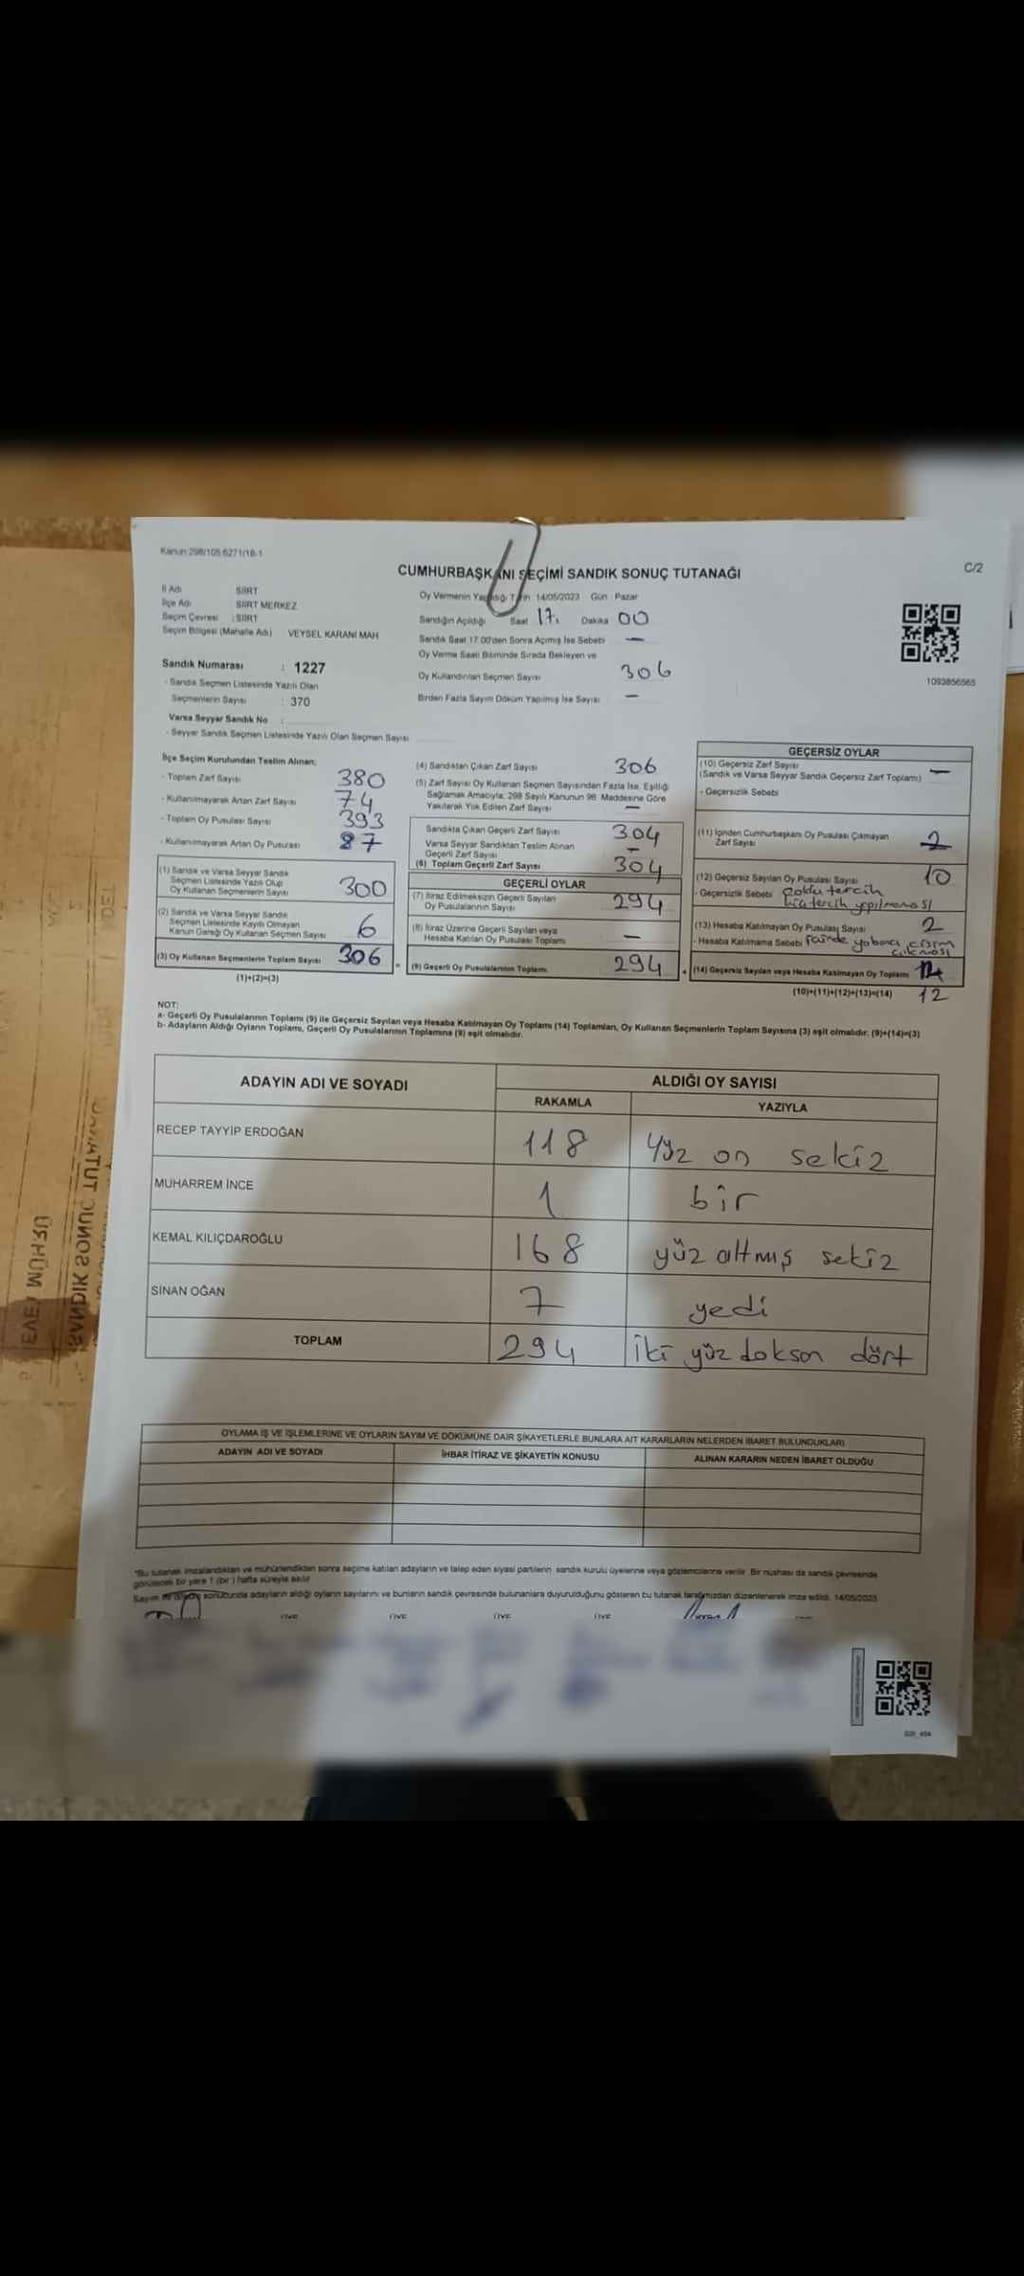 Kanun:298/105 6271/18-1
CUMHURBAŞKANI SEÇİMİ SANDIK SONUÇ TUTANAĞI
C/2
İl Adı SİİRT
İlçe Adı SİİRT MERKEZ
Seçim Çevresi : SİİRT
Seçim Bölgesi (Mahalle Adı) VEYSEL KARANİ MAH
Oy Vermenin Yapıldığı Tarih 14/05/2023 Gün : Pazar
Sandığın Açıldığı Saat 17. Dakika 00
Sandık Saat 17:00'den Sonra Açılmış İse Sebebi —
Oy Verme Saati Bitiminde Sırada Bekleyen ve
Oy Kullandırılan Seçmen Sayısı 306
Birden Fazla Sayım Döküm Yapılmış İse Sayısı —
1093856565
Sandık Numarası : 1227
- Sandık Seçmen Listesinde Yazılı Olan
Seçmenlerin Sayısı : 370
Varsa Seyyar Sandık No :
- Seyyar Sandık Seçmen Listesinde Yazılı Olan Seçmen Sayısı
İlçe Seçim Kurulundan Teslim Alınan;
- Toplam Zarf Sayısı 380
- Kullanılmayarak Artan Zarf Sayısı 74
- Toplam Oy Pusulası Sayısı 393
- Kullanılmayarak Artan Oy Pusulası 87
(1) Sandık ve Varsa Seyyar Sandık
Seçmen Listesinde Yazılı Olup
Oy Kullanan Seçmenlerin Sayısı 300
(2) Sandık ve Varsa Seyyar Sandık
Seçmen Listesinde Kayıtlı Olmayan
Kanun Gereği Oy Kullanan Seçmen Sayısı 6
(3) Oy Kullanan Seçmenlerin Toplam Sayısı 306
(1)+(2)=(3)
(4) Sandıktan Çıkan Zarf Sayısı 306
(5) Zarf Sayısı Oy Kullanan Seçmen Sayısından Fazla İse, Eşitliği
Sağlamak Amacıyla, 298 Sayılı Kanunun 98. Maddesine Göre
Yakılarak Yok Edilen Zarf Sayısı —
Sandıkta Çıkan Geçerli Zarf Sayısı 304
Varsa Seyyar Sandıktan Teslim Alınan
Geçerli Zarf Sayısı —
(6) Toplam Geçerli Zarf Sayısı 304
GEÇERLİ OYLAR
(7) İtiraz Edilmeksizin Geçerli Sayılan
Oy Pusulalarının Sayısı 294
(8) İtiraz Üzerine Geçerli Sayılan veya
Hesaba Katılan Oy Pusulası Toplamı —
(9) Geçerli Oy Pusulalarının Toplamı 294
GEÇERSİZ OYLAR
(10) Geçersiz Zarf Sayısı —
(Sandık ve Varsa Seyyar Sandık Geçersiz Zarf Toplamı)
- Geçersizlik Sebebi
(11) İçinden Cumhurbaşkanı Oy Pusulası Çıkmayan
Zarf Sayısı 2
(12) Geçersiz Sayılan Oy Pusulası Sayısı 10
- Geçersizlik Sebebi çoklu tercih
hiç tercih yapılmaması
(13) Hesaba Katılmayan Oy Pusulası Sayısı 2
- Hesaba Katılmama Sebebi içinde yabancı cisim
çıkması
(14) Geçersiz Sayılan veya Hesaba Katılmayan Oy Toplamı
(10)+(11)+(12)+(13)=(14) 12
NOT:
a- Geçerli Oy Pusulalarının Toplamı (9) ile Geçersiz Sayılan veya Hesaba Katılmayan Oy Toplamı (14) Toplamları, Oy Kullanan Seçmenlerin Toplam Sayısına (3) eşit olmalıdır. (9)+(14)=(3)
b- Adayların Aldığı Oyların Toplamı, Geçerli Oy Pusulalarının Toplamına (9) eşit olmalıdır.
ADAYIN ADI VE SOYADI ALDIĞI OY SAYISI
RAKAMLA YAZIYLA
RECEP TAYYİP ERDOĞAN 118 yüz on sekiz
MUHARREM İNCE 1 bir
KEMAL KILIÇDAROĞLU 168 yüz altmış sekiz
SİNAN OĞAN 7 yedi
TOPLAM 294 iki yüz doksan dört
OYLAMA İŞ VE İŞLEMLERİNE VE OYLARIN SAYIM VE DÖKÜMÜNE DAİR ŞİKAYETLERLE BUNLARA AİT KARARLARIN NELERDEN İBARET BULUNDUKLARI
ADAYIN ADI VE SOYADI İHBAR İTİRAZ VE ŞİKAYETİN KONUSU ALINAN KARARIN NEDEN İBARET OLDUĞU
*Bu tutanak imzalandıktan ve mühürlendikten sonra seçime katılan adayların ve talep eden siyasi partilerin sandık kurulu üyelerine veya gözlemcilerine verilir. Bir nüshası da sandık çevresinde
görülecek bir yere 1 (bir) hafta süreyle asılır
Sayım ve döküm sonucunda adayların aldığı oyların sayılarını ve bunların sandık çevresinde bulunanlara duyurulduğunu gösteren bu tutanak tarafımızdan düzenlenerek imza edildi. 14/05/2023
ÜYE ÜYE ÜYE ÜYE
SANDIK SONUÇ TUTANA
EVET MÜHRÜ